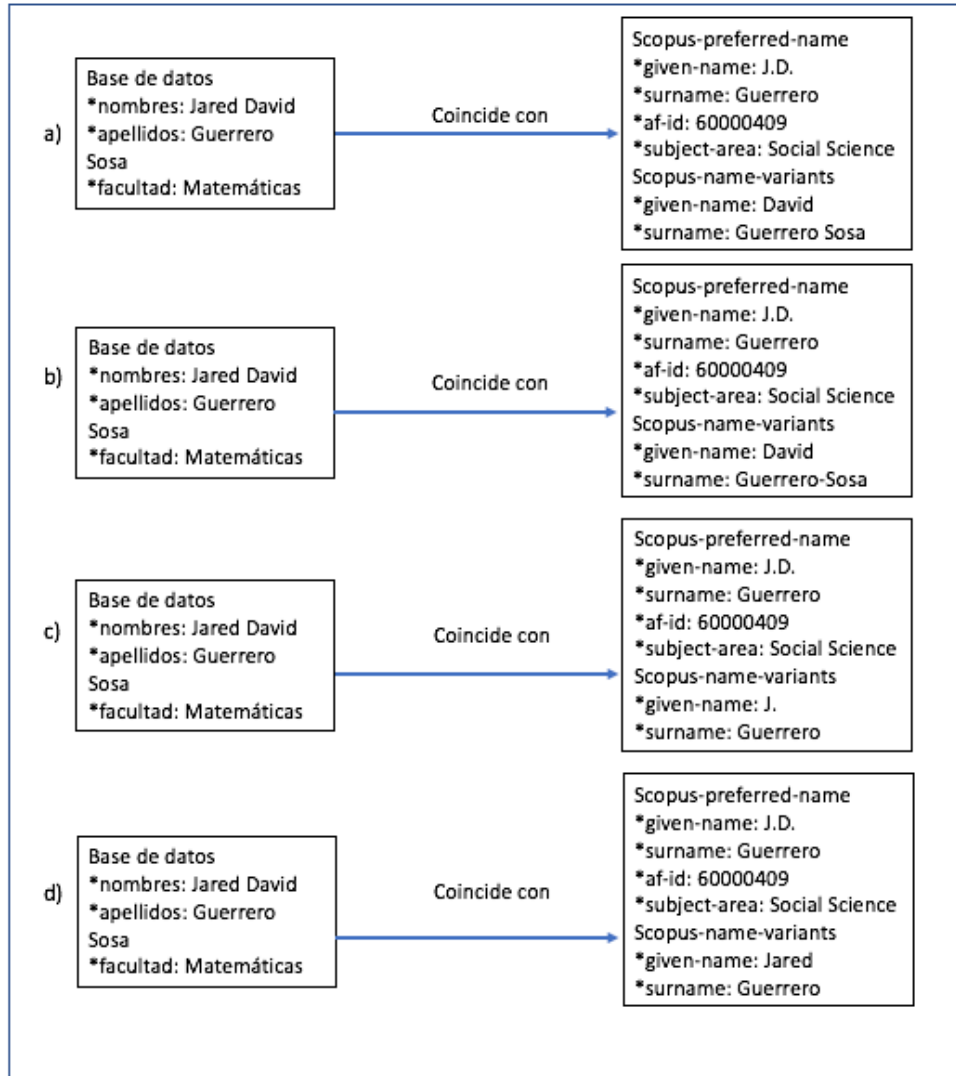 a)
Base de datos
*nombres: Jared David
*apellidos: Guerrero
Sosa
*facultad: Matemáticas
Coincide con
Scopus-preferred-name
*given-name: J.D.
*surname: Guerrero
*af-id: 60000409
*subject-area: Social Science
Scopus-name-variants
*given-name: David
*surname: Guerrero Sosa
b)
Base de datos
*nombres: Jared David
*apellidos: Guerrero
Sosa
*facultad: Matemáticas
Coincide con
Scopus-preferred-name
*given-name: J.D.
*surname: Guerrero
*af-id: 60000409
*subject-area: Social Science
Scopus-name-variants
*given-name: David
*surname: Guerrero-Sosa
c)
Base de datos
*nombres: Jared David
*apellidos: Guerrero
Sosa
*facultad: Matemáticas
Coincide con
Scopus-preferred-name
*given-name: J.D.
*surname: Guerrero
*af-id: 60000409
*subject-area: Social Science
Scopus-name-variants
*given-name: J.
*surname: Guerrero
d)
Base de datos
*nombres: Jared David
*apellidos: Guerrero
Sosa
*facultad: Matemáticas
Coincide con
Scopus-preferred-name
*given-name: J.D.
*surname: Guerrero
*af-id: 60000409
*subject-area: Social Science
Scopus-name-variants
*given-name: Jared
*surname: Guerrero